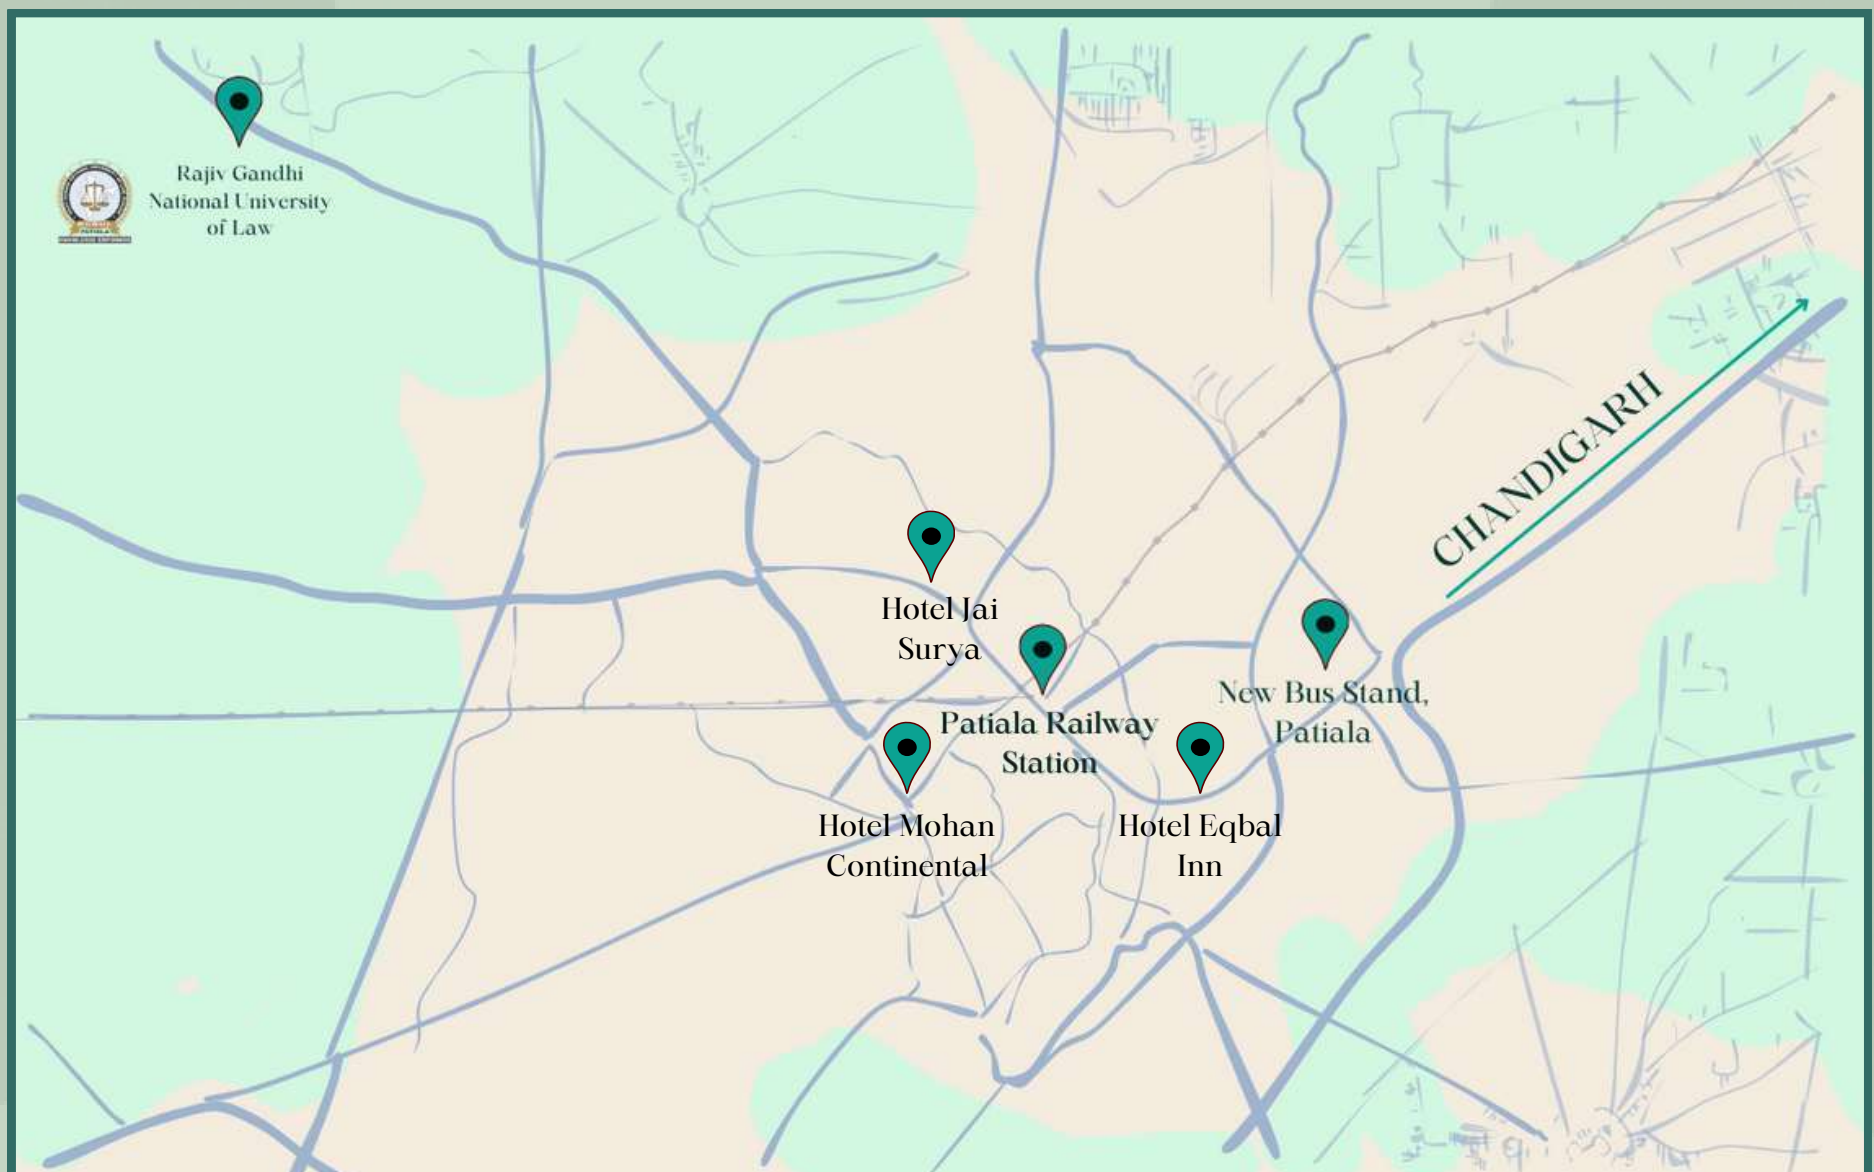 Rajiv Gandhi
National University
of Law
CHANDIGARH
Hotel Jai
Surya
New Bus Stand,
Patiala
Patiala Railway
Station
Hotel Mohan
Continental
Hotel Eqbal
Inn